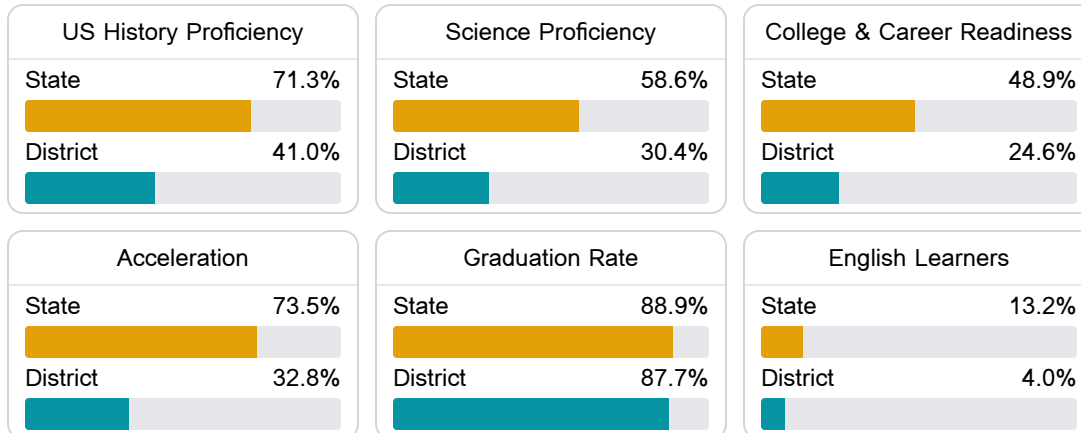 US History Proficiency
State 71.3%
District 41.0%
Science Proficiency
State 58.6%
District 30.4%
College & Career Readiness
State 48.9%
District 24.6%
Acceleration
State 73.5%
District 32.8%
Graduation Rate
State 88.9%
District 87.7%
English Learners
State 13.2%
District 4.0%